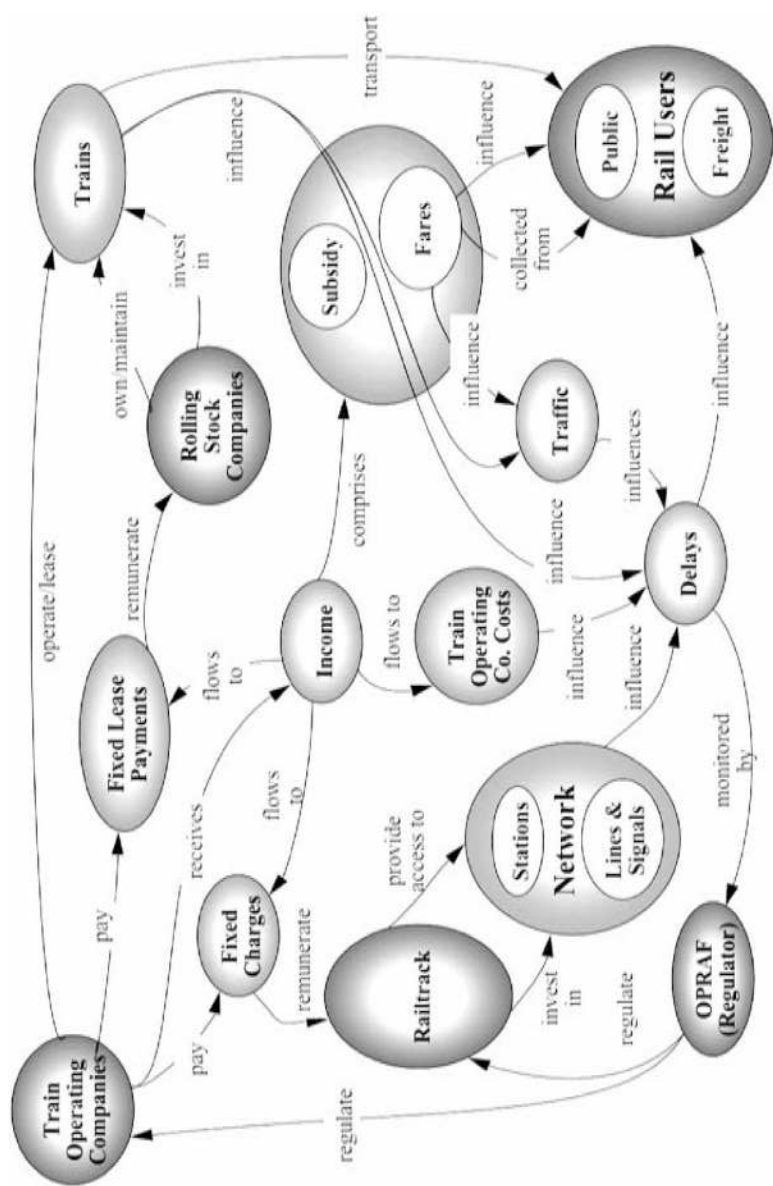 Train
Operating
Companies
operate/lease
Trains
pay
Fixed Lease
Payments
remunerate
own/maintain
invest
in
Rolling
Stock
Companies
transport
influence
receives
flows
to
Income
comprises
Subsidy
Fares
influence
collected
from
influence
Public
Rail Users
Freight
pay
Fixed
Charges
flows
to
remunerate
flows to
Train
Operating
Co. Costs
Traffic
influences
Railtrack
provide
access to
invest
in
Stations
Network
Lines &
Signals
influence
influence
influence
Delays
influence
monitored
by
OPRAF
(Regulator)
regulate
regulate